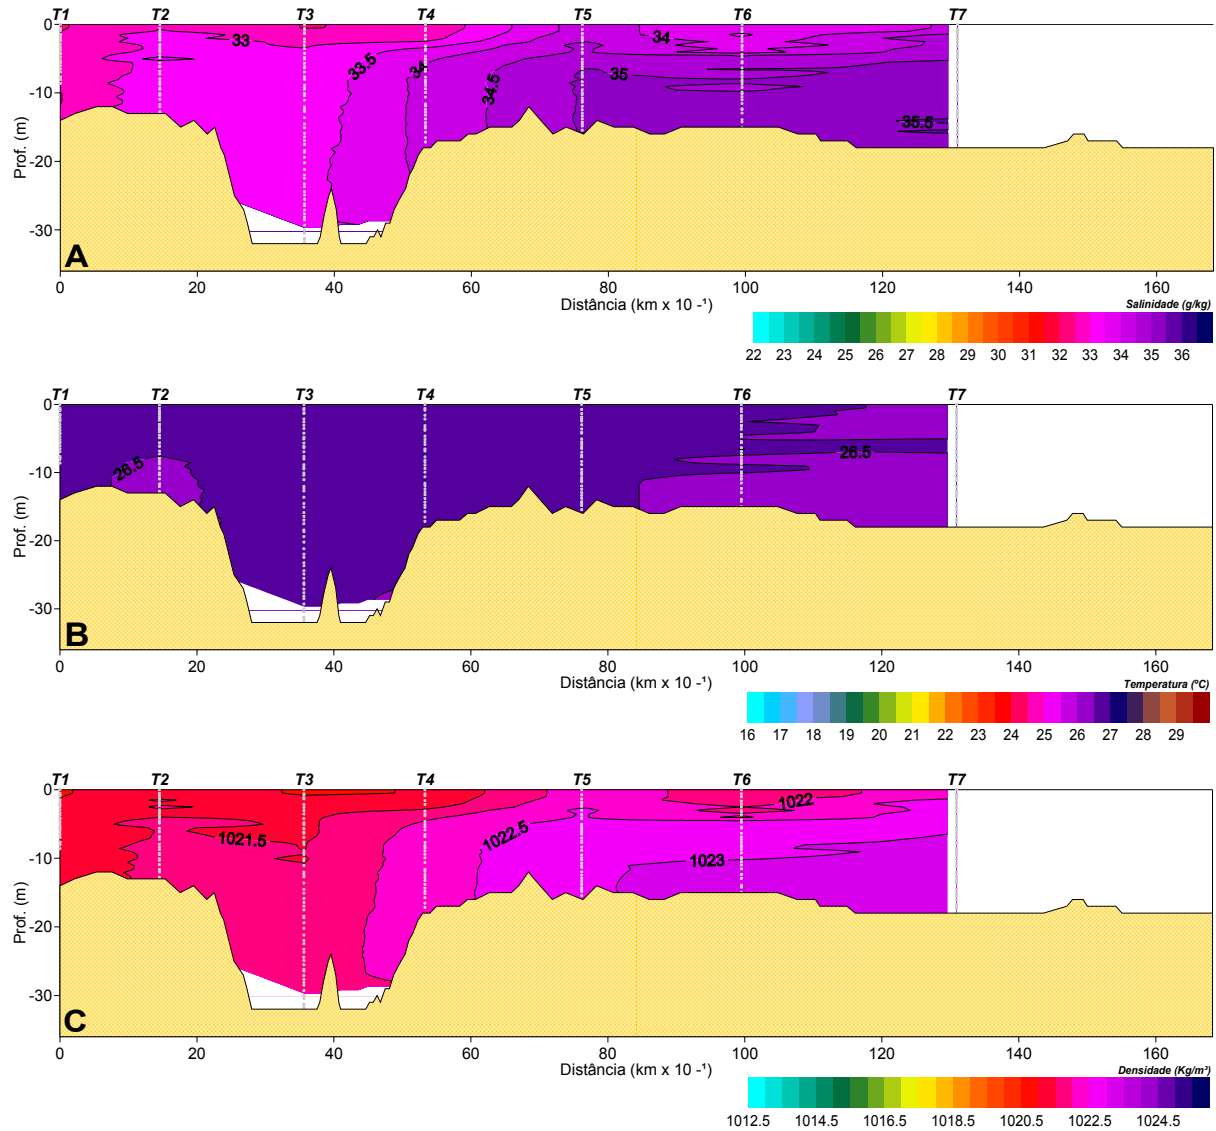 T1 T2 T3 T4 T5 T6 T7
0
-10
-20
-30
Prof. (m)
33
33.5
34
34.5
34
35
35.5
A
0 20 40 60 80 100 120 140 160
Distância (km x 10 -¹)
Salinidade (g/kg)
22 23 24 25 26 27 28 29 30 31 32 33 34 35 36
T1 T2 T3 T4 T5 T6 T7
0
-10
-20
-30
Prof. (m)
26.5
26.5
B
0 20 40 60 80 100 120 140 160
Distância (km x 10 -¹)
Temperatura (ºC)
16 17 18 19 20 21 22 23 24 25 26 27 28 29
T1 T2 T3 T4 T5 T6 T7
0
-10
-20
-30
Prof. (m)
1021.5
1022.5
1022
1023
C
0 20 40 60 80 100 120 140 160
Distância (km x 10 -¹)
Densidade (Kg/m³)
1012.5 1014.5 1016.5 1018.5 1020.5 1022.5 1024.5